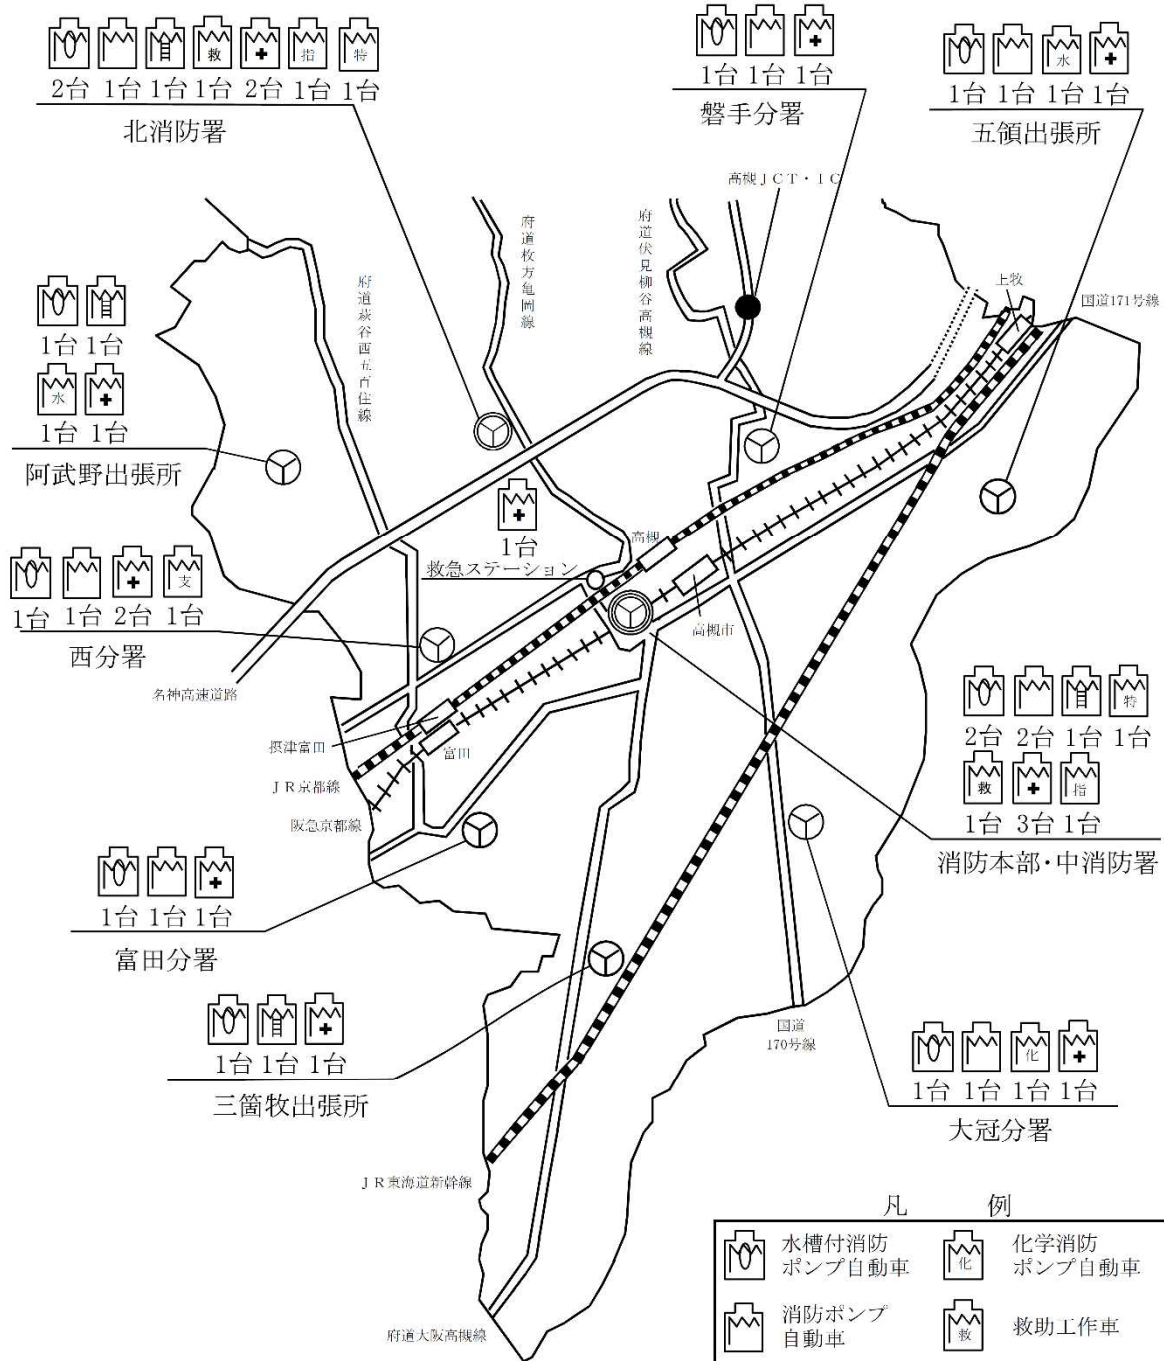 救 指 特
2台 1台 1台 1台 2台 1台 1台
北消防署
1台 1台 1台
磐手分署
水
1台 1台 1台 1台
五領出張所
高槻JCT・IC
府道枚方亀岡線
府道伏見柳谷高槻線
府道萩谷西五百住線
上牧
国道171号線
1台 1台
水
1台 1台
阿武野出張所
1台
救急ステーション
高槻
高槻市
支
1台 1台 2台 1台
西分署
名神高速道路
摂津富田
富田
JR京都線
阪急京都線
特
2台 2台 1台 1台
救 指
1台 3台 1台
消防本部・中消防署
1台 1台 1台
富田分署
1台 1台 1台
三箇牧出張所
国道
170号線
化
1台 1台 1台 1台
大冠分署
JR東海道新幹線
府道大阪高槻線
凡 例
水槽付消防
ポンプ自動車
化
化学消防
ポンプ自動車
消防ポンプ
自動車
救
救助工作車